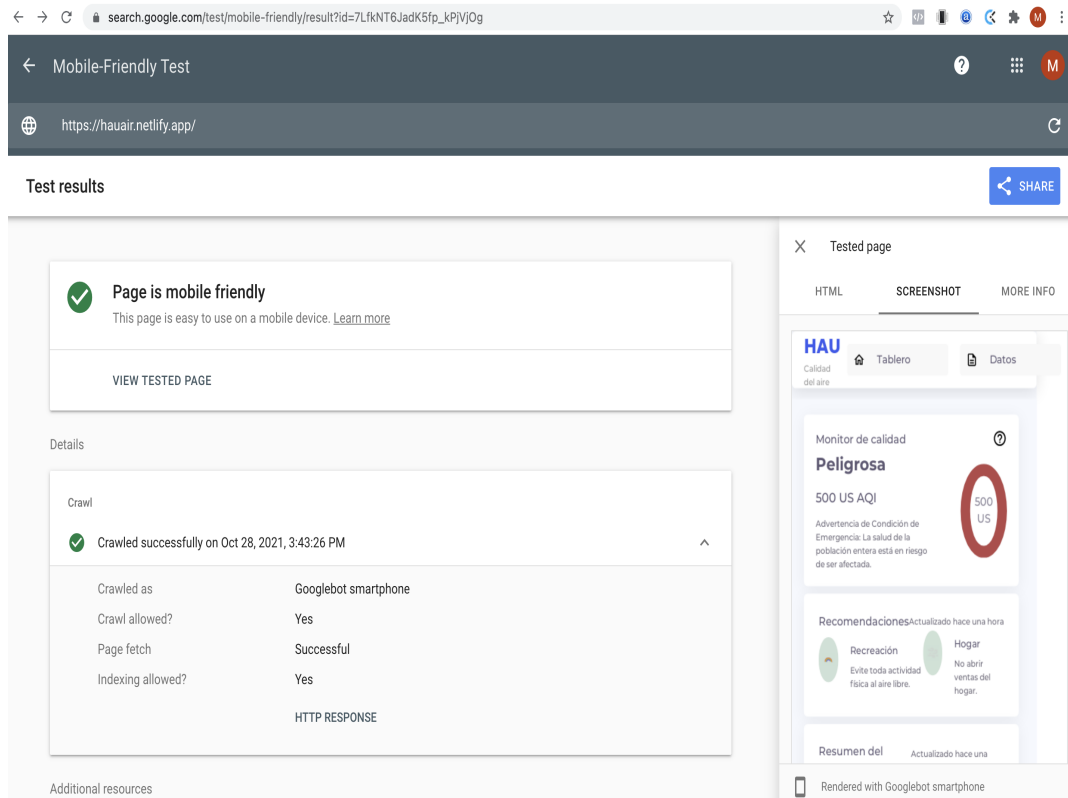 search.google.com/test/mobile-friendly/result?id=7LfkNT6JadK5fp_kPjVjOg
M
Mobile-Friendly Test
M
https://hauair.netlify.app/
Test results
SHARE
Page is mobile friendly
This page is easy to use on a mobile device. Learn more
VIEW TESTED PAGE
Details
Crawl
Crawled successfully on Oct 28, 2021, 3:43:26 PM
Crawled as Googlebot smartphone
Crawl allowed? Yes
Page fetch Successful
Indexing allowed? Yes
HTTP RESPONSE
Additional resources
Tested page
HTML SCREENSHOT MORE INFO
HAU
Calidad
del aire
Tablero
Datos
Monitor de calidad
Peligrosa
500 US AQI
500
US
Advertencia de Condición de
Emergencia: La salud de la
población entera está en riesgo
de ser afectada.
Recomendaciones Actualizado hace una hora
Recreación
Evite toda actividad
física al aire libre.
Hogar
No abrir
ventas del
hogar.
Resumen del Actualizado hace una
Rendered with Googlebot smartphone